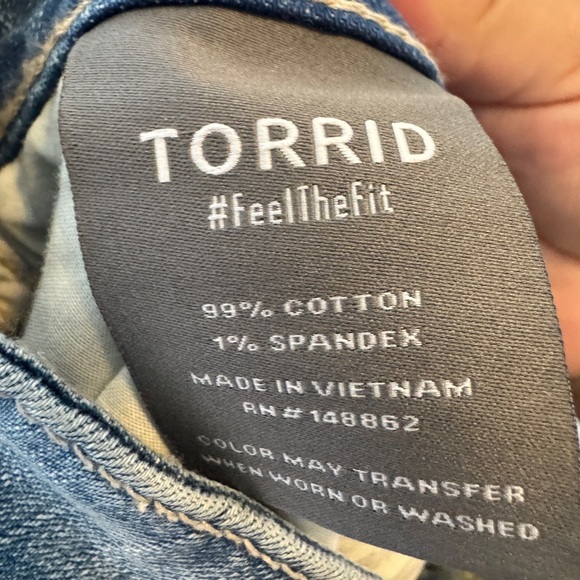 TORRID
#FeelTheFit
99% COTTON
1% SPANDEX
MADE IN VIETNAM
RN# 148862
COLOR MAY TRANSFER
WHEN WORN OR WASHED